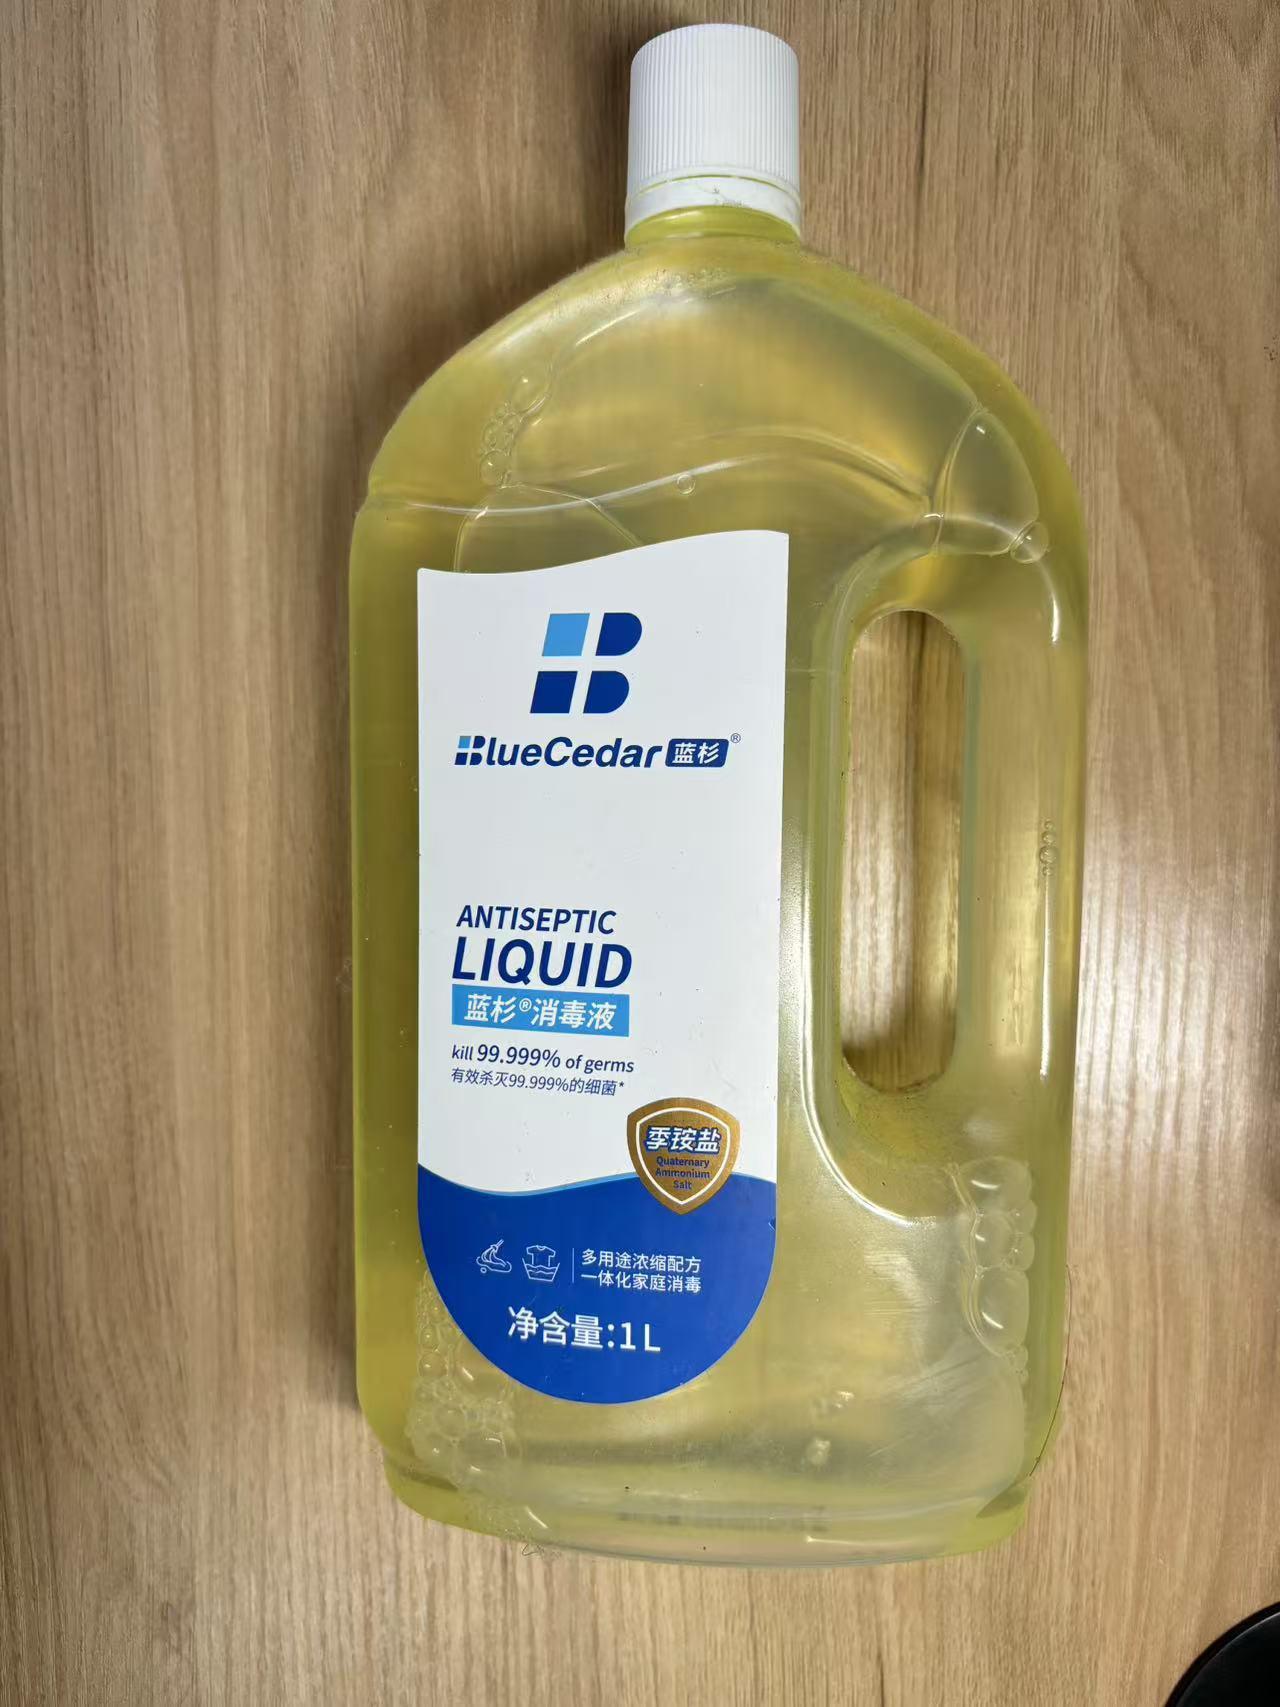 BlueCedar 蓝杉®
ANTISEPTIC
LIQUID
蓝杉®消毒液
kill 99.999% of germs
有效杀灭99.999%的细菌*
季铵盐
Quaternary
Ammonium
Salt
多用途浓缩配方
一体化家庭消毒
净含量:1L